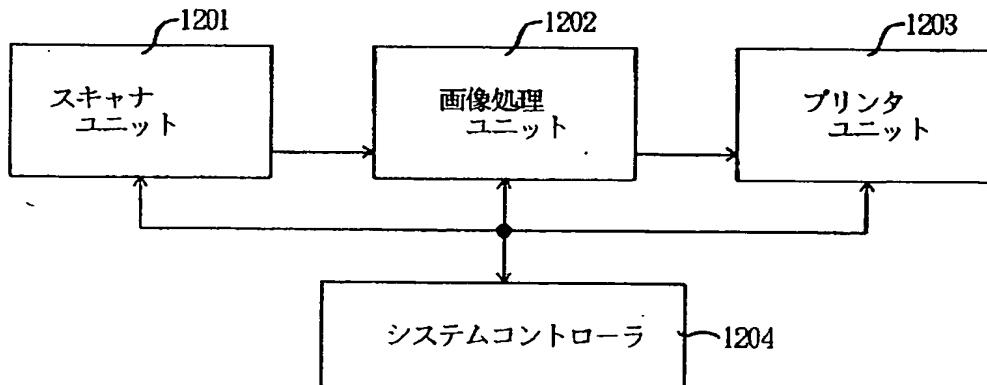 1201
スキャナ
ユニット
1202
画像処理
ユニット
1203
プリンタ
ユニット
システムコントローラ
1204